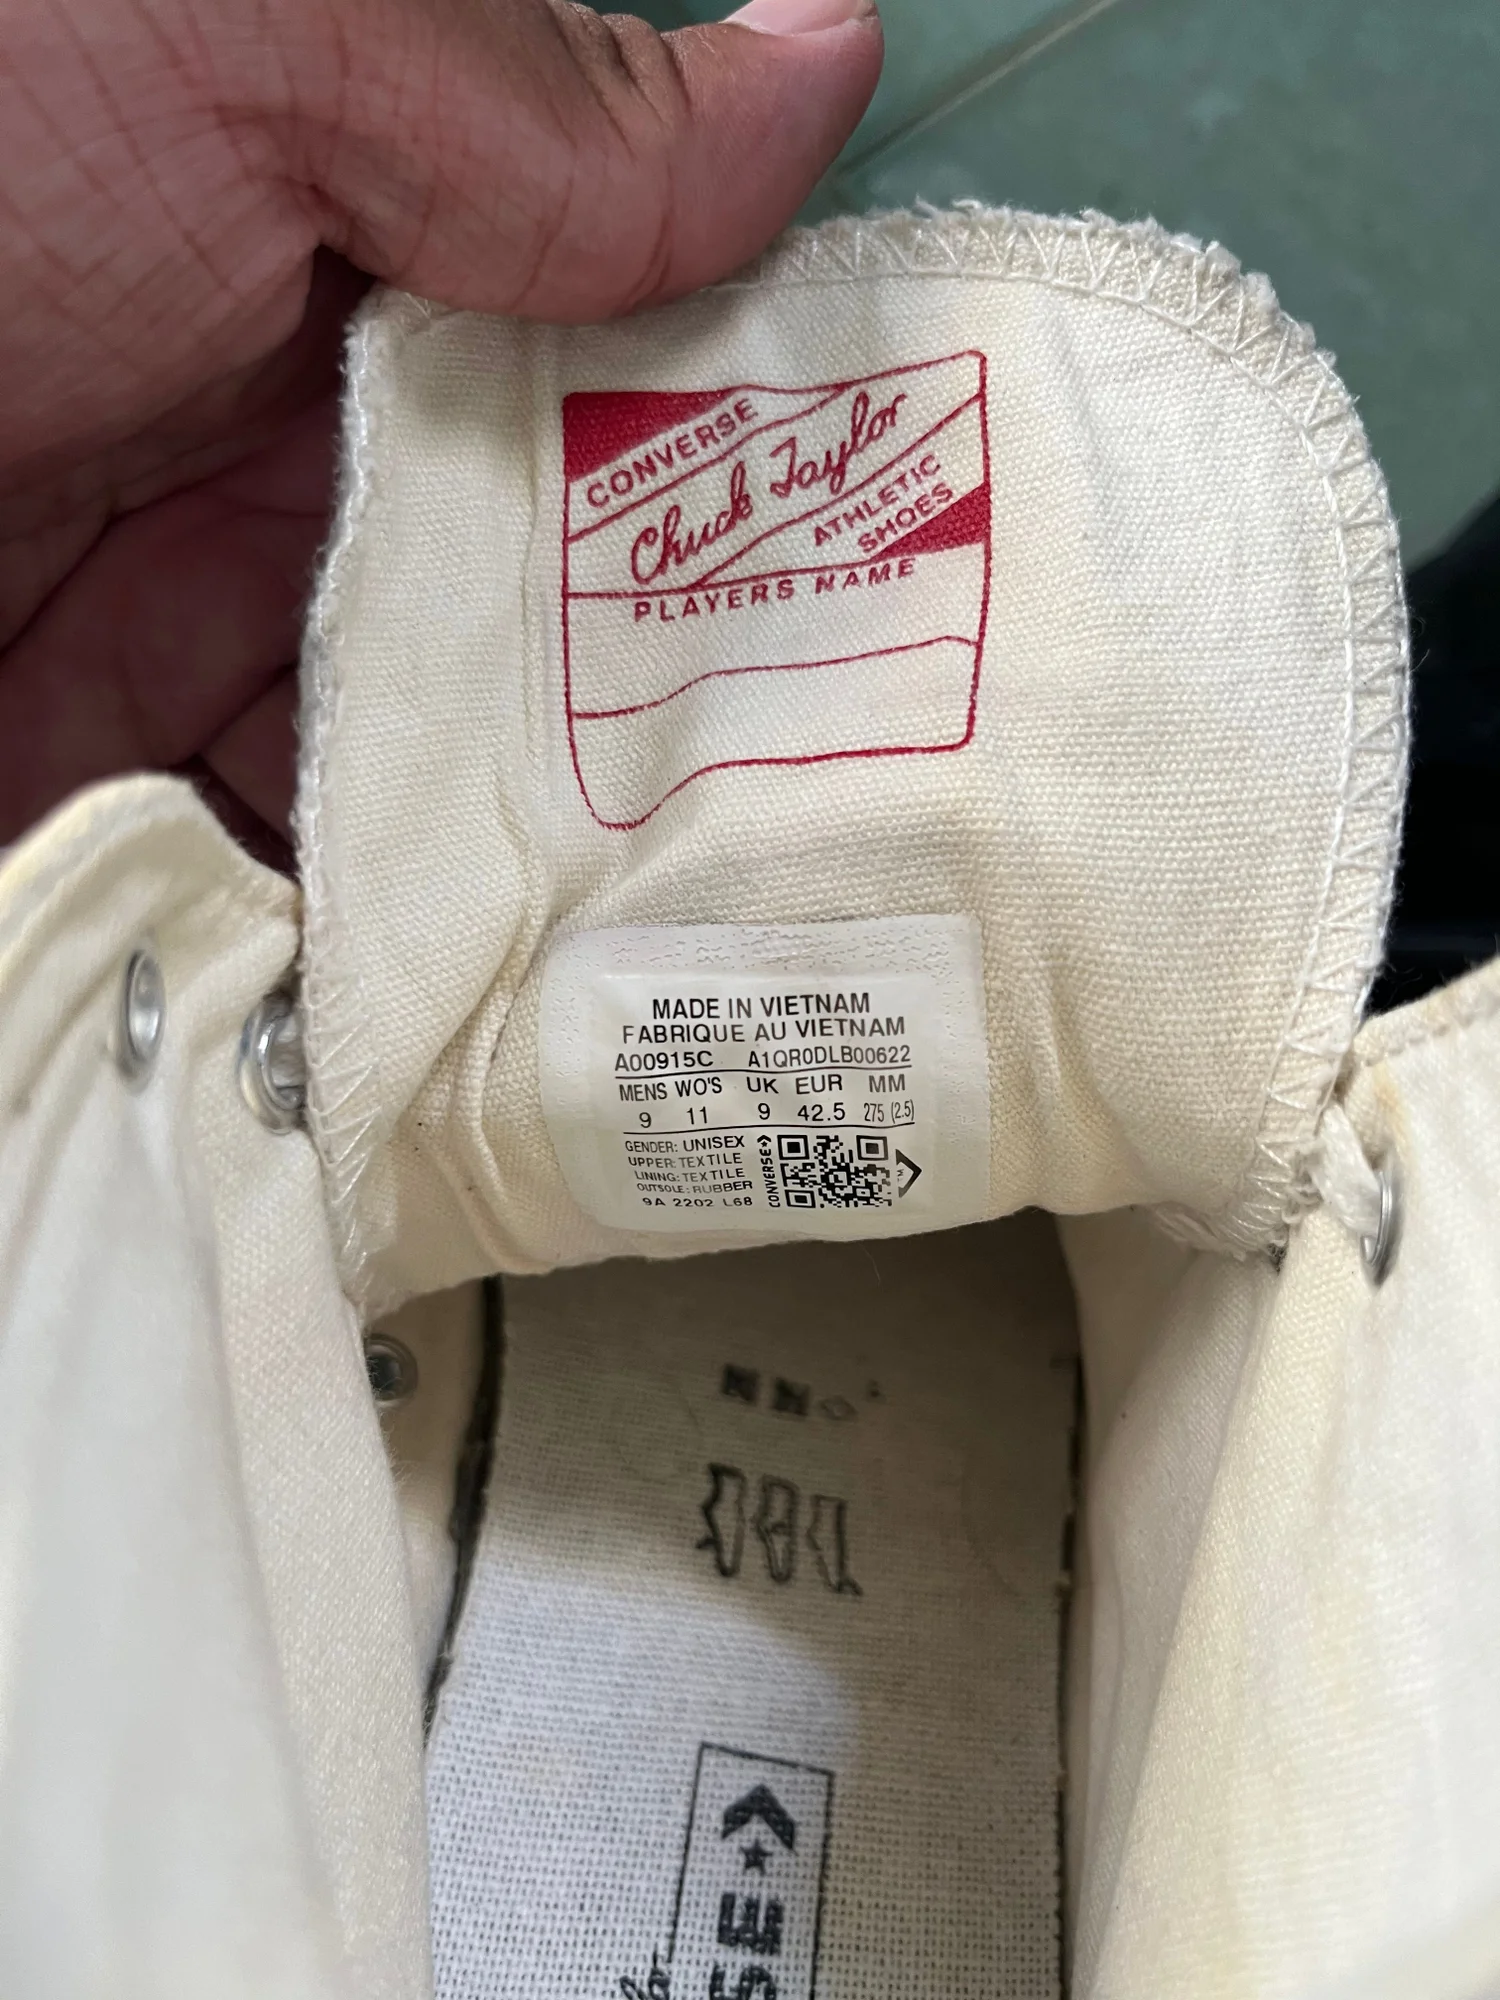 CONVERSE
Chuck Taylor
ATHLETIC
SHOES
PLAYERS NAME
MADE IN VIETNAM
FABRIQUE AU VIETNAM
A00915C A1QR0DLB00622
MENS WO'S UK EUR MM
9 11 9 42.5 275 (2.5)
GENDER: UNISEX
UPPER: TEXTILE
LINING: TEXTILE
OUTSOLE: RUBBER
9A 2202 L68
CONVERSE